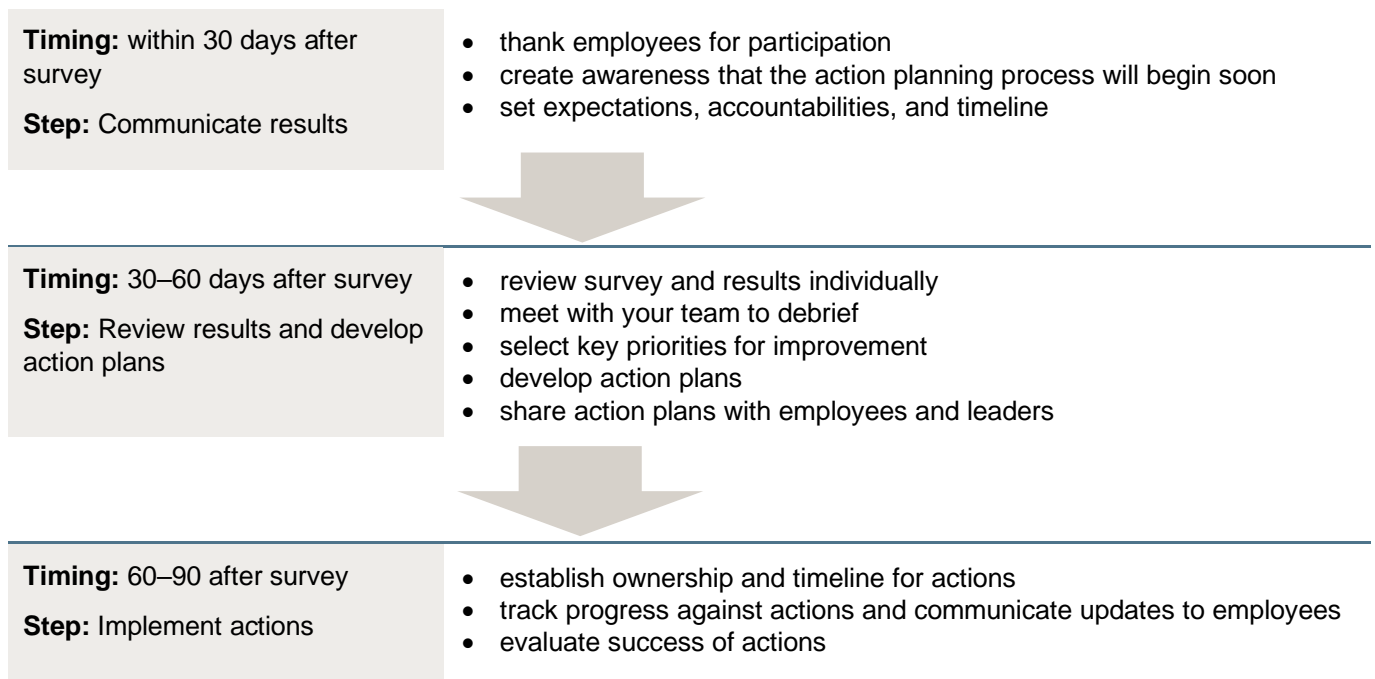 Timing: within 30 days after
survey
Step: Communicate results
• thank employees for participation
• create awareness that the action planning process will begin soon
• set expectations, accountabilities, and timeline
Timing: 30–60 days after survey
Step: Review results and develop
action plans
• review survey and results individually
• meet with your team to debrief
• select key priorities for improvement
• develop action plans
• share action plans with employees and leaders
Timing: 60–90 after survey
Step: Implement actions
• establish ownership and timeline for actions
• track progress against actions and communicate updates to employees
• evaluate success of actions